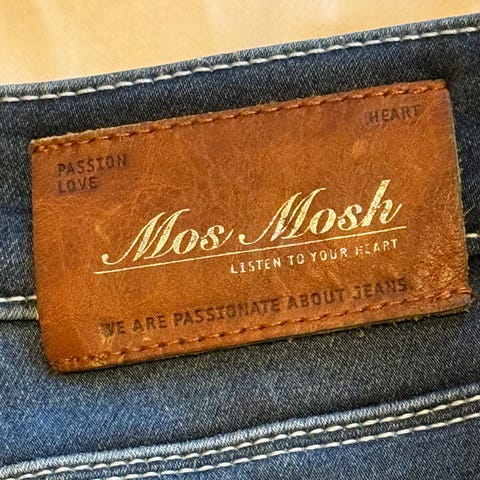 HEART
PASSION
LOVE
Mos Mosh
LISTEN TO YOUR HEART
WE ARE PASSIONATE ABOUT JEANS